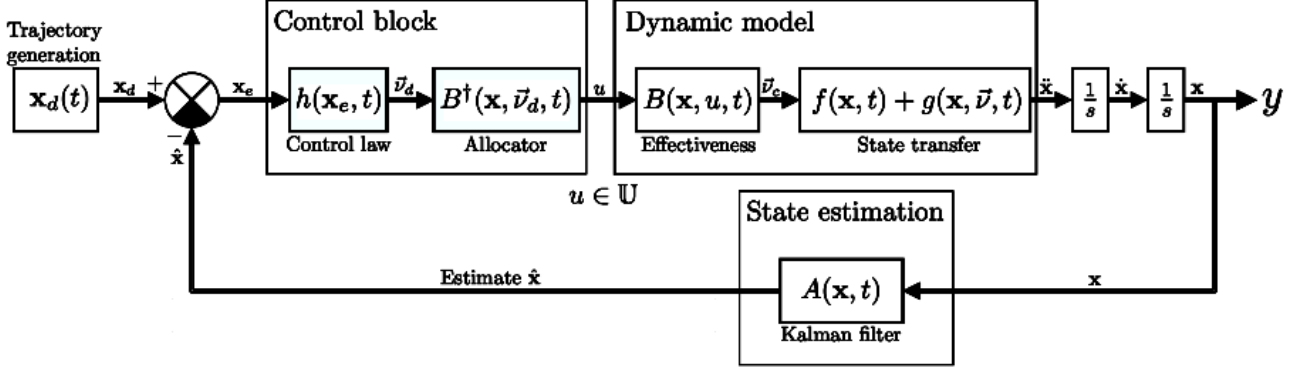 Trajectory
generation
𝐱_d(t)
𝐱_d
+
−
𝐱̂
𝐱_e
Control block
h(𝐱_e, t)
Control law
ν⃗_d
B†(𝐱, ν⃗_d, t)
Allocator
u
u ∈ 𝕌
Dynamic model
B(𝐱, u, t)
Effectiveness
ν⃗_c
f(𝐱, t) + g(𝐱, ν⃗, t)
State transfer
𝐱̈
1/s
𝐱̇
1/s
𝐱
y
State estimation
A(𝐱, t)
Kalman filter
𝐱
Estimate 𝐱̂